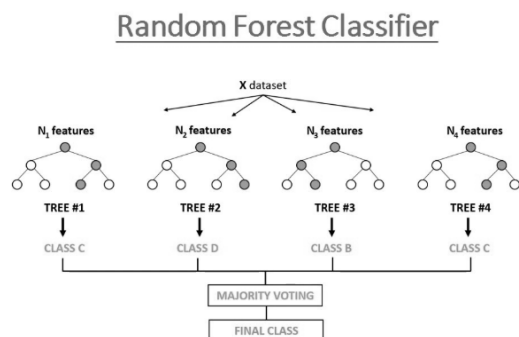 Random Forest Classifier
X dataset
N1 features N2 features N3 features N4 features
TREE #1 TREE #2 TREE #3 TREE #4
CLASS C CLASS D CLASS B CLASS C
MAJORITY VOTING
FINAL CLASS